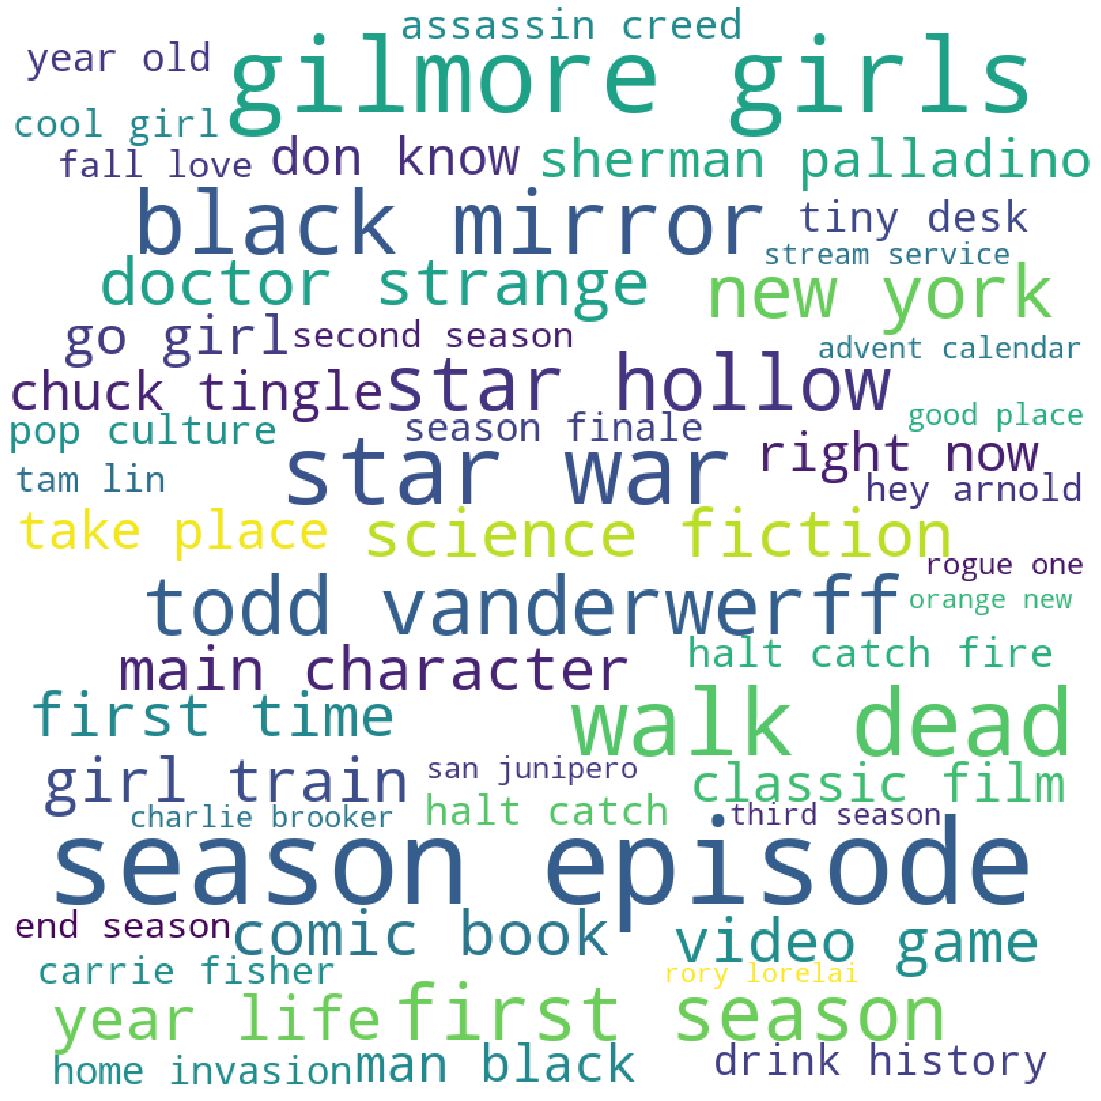 assassin creed
year old
gilmore girls
cool girl
fall love
don know
sherman palladino
black mirror
tiny desk
stream service
doctor strange
new york
go girl
second season
advent calendar
chuck tingle
star hollow
good place
pop culture
season finale
right now
tam lin
star war
hey arnold
take place
science fiction
rogue one
todd vanderwerff
orange new
main character
halt catch fire
first time
walk dead
girl train
san junipero
classic film
charlie brooker
halt catch
third season
season episode
end season
comic book
video game
carrie fisher
rory lorelai
year life
first season
home invasion
man black
drink history